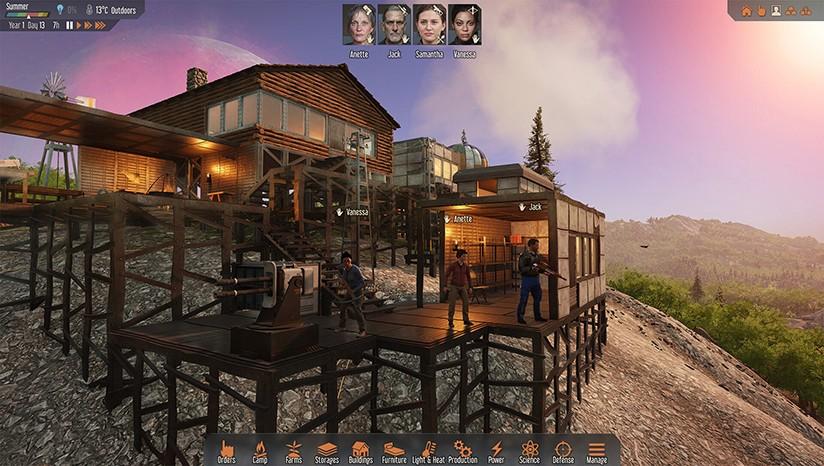 Summer
0%
13°C Outdoors
Year 1 Day 13 7h
Anette Jack Samantha Vanessa
Jack
Vanessa Anette
Orders Camp Farms Storages Buildings Furniture Light & Heat Production Power Science Defense Manage